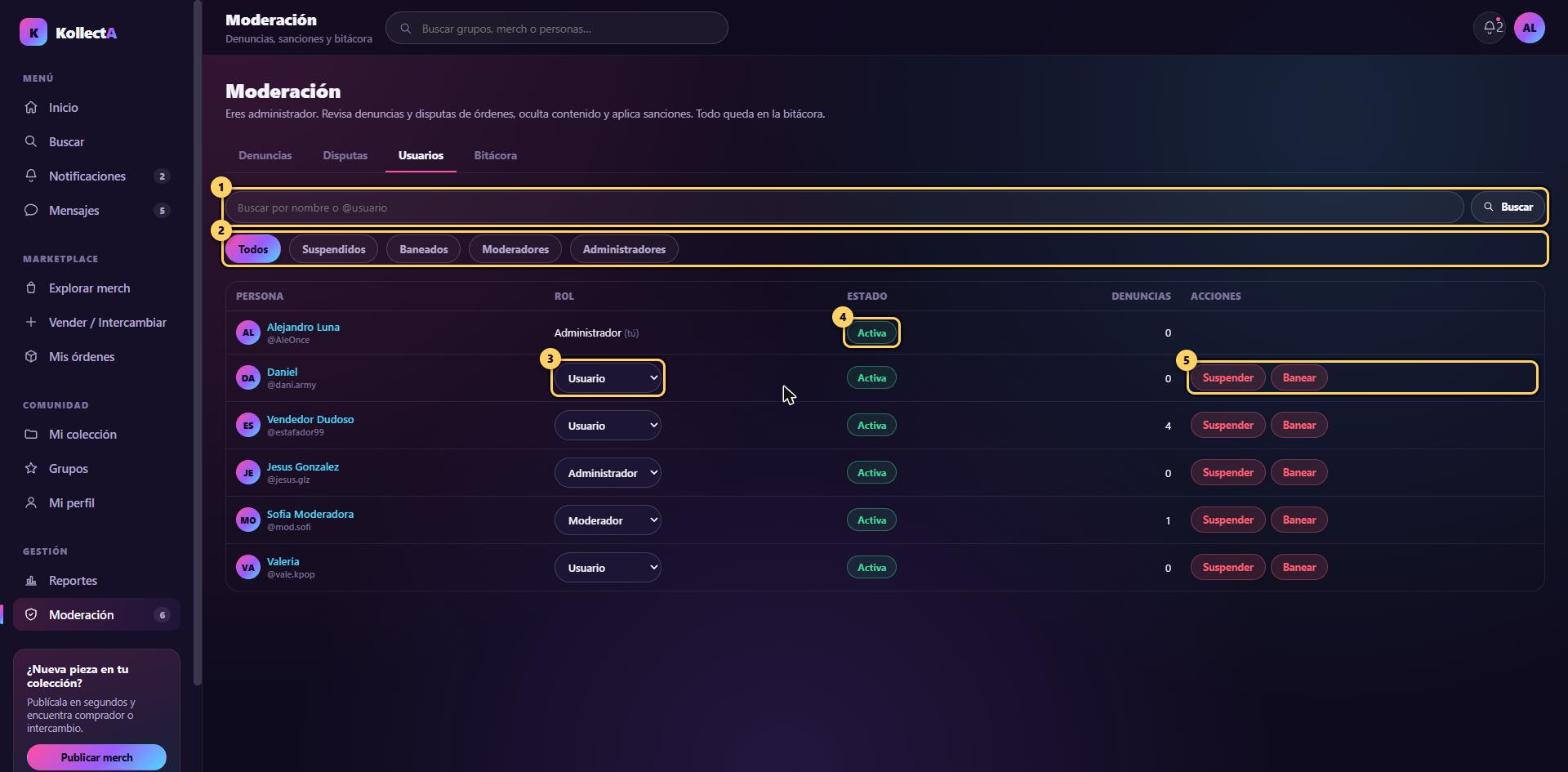 K KollectA
MENÚ
Inicio
Buscar
Notificaciones 2
Mensajes 5
MARKETPLACE
Explorar merch
Vender / Intercambiar
Mis órdenes
COMUNIDAD
Mi colección
Grupos
Mi perfil
GESTIÓN
Reportes
Moderación 6
¿Nueva pieza en tu
colección?
Publícala en segundos y
encuentra comprador o
intercambio.
Publicar merch
Moderación
Denuncias, sanciones y bitácora
Buscar grupos, merch o personas...
2 AL
Moderación
Eres administrador. Revisa denuncias y disputas de órdenes, oculta contenido y aplica sanciones. Todo queda en la bitácora.
Denuncias Disputas Usuarios Bitácora
1
Buscar por nombre o @usuario Buscar
2
Todos Suspendidos Baneados Moderadores Administradores
PERSONA ROL ESTADO DENUNCIAS ACCIONES
4
AL Alejandro Luna Administrador (tú) Activa 0
@AleOnce
3 5
DA Daniel Usuario Activa 0 Suspender Banear
@dani.army
ES Vendedor Dudoso Usuario Activa 4 Suspender Banear
@estafador99
JE Jesus Gonzalez Administrador Activa 0 Suspender Banear
@jesus.glz
MO Sofia Moderadora Moderador Activa 1 Suspender Banear
@mod.sofi
VA Valeria Usuario Activa 0 Suspender Banear
@vale.kpop